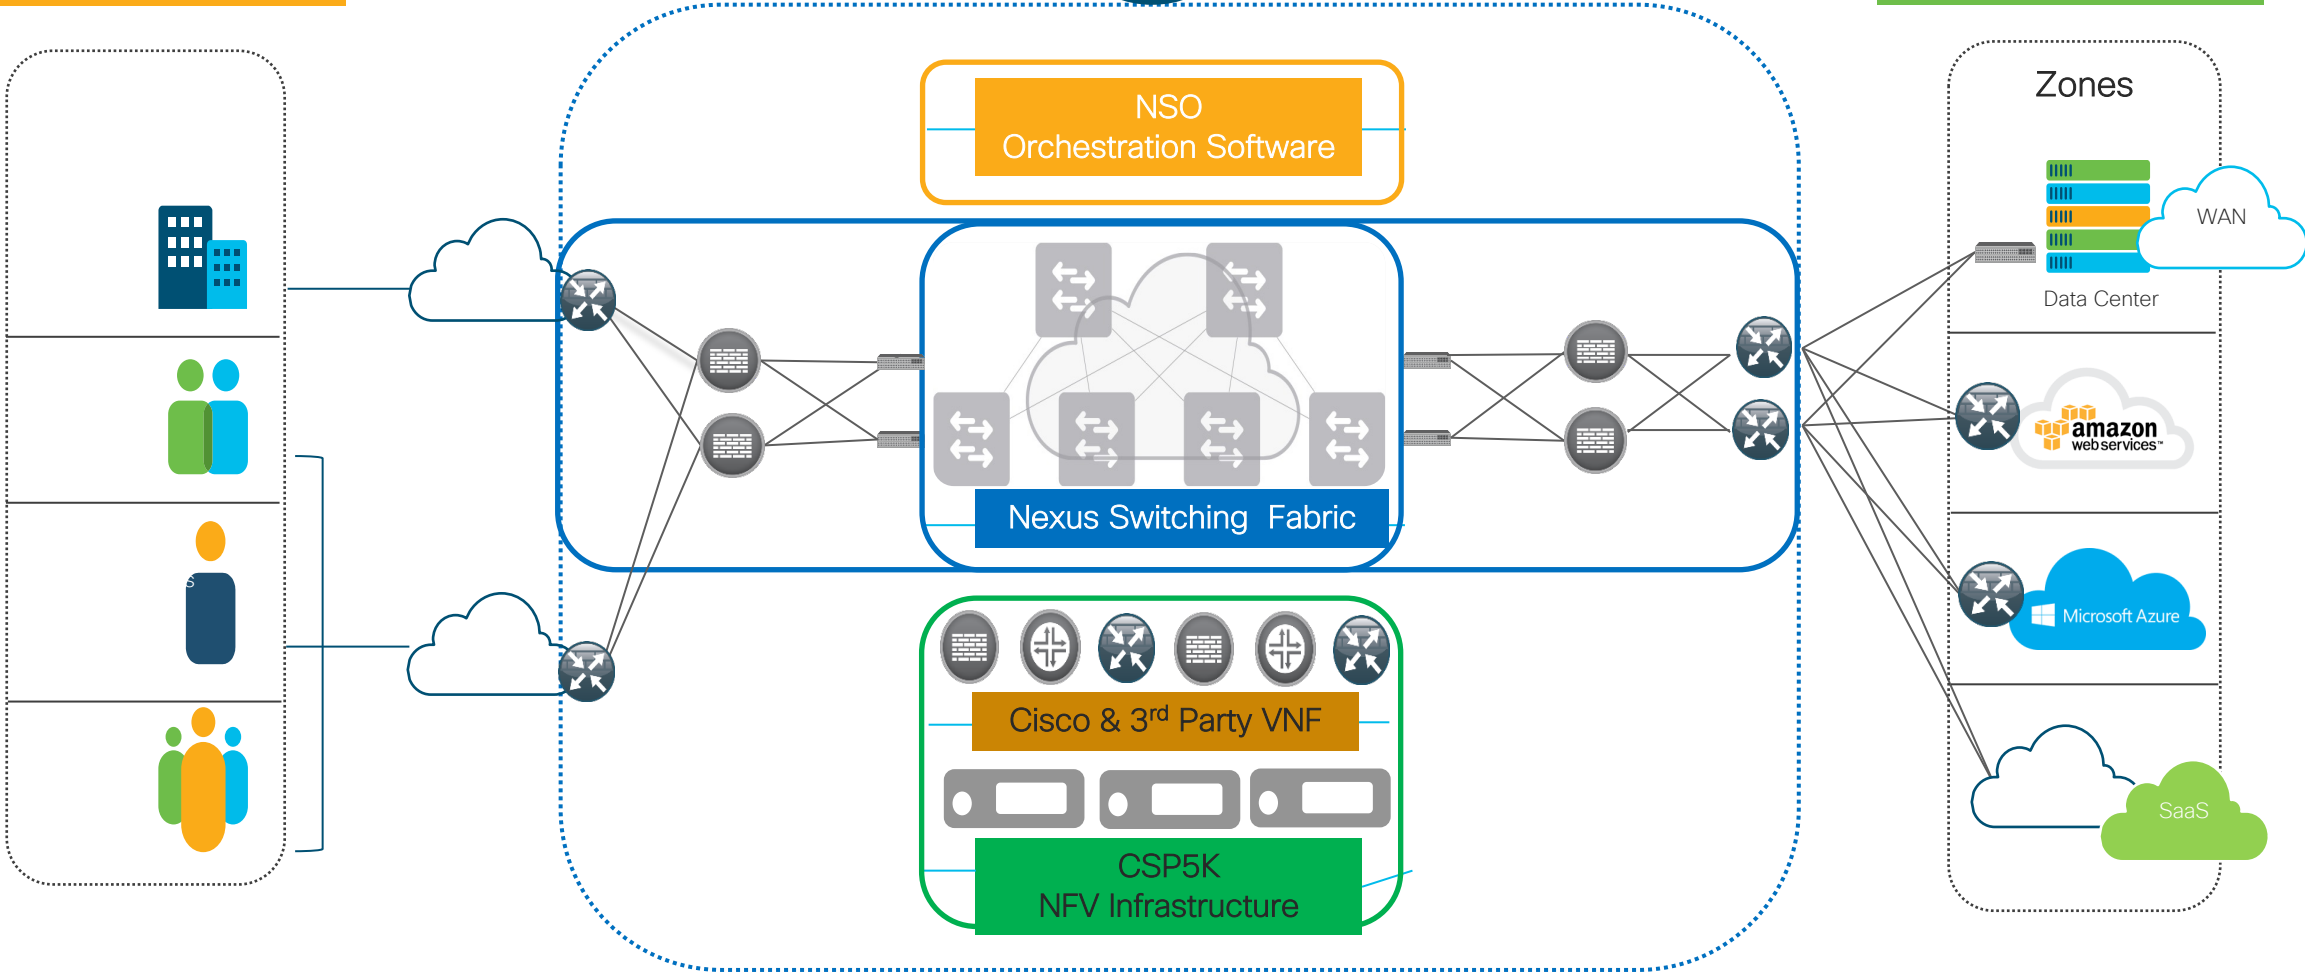 Zones
NSO
Orchestration Software
WAN
Data Center
amazon
web services™
Nexus Switching Fabric
s
Microsoft Azure
Cisco & 3rd Party VNF
SaaS
CSP5K
NFV Infrastructure